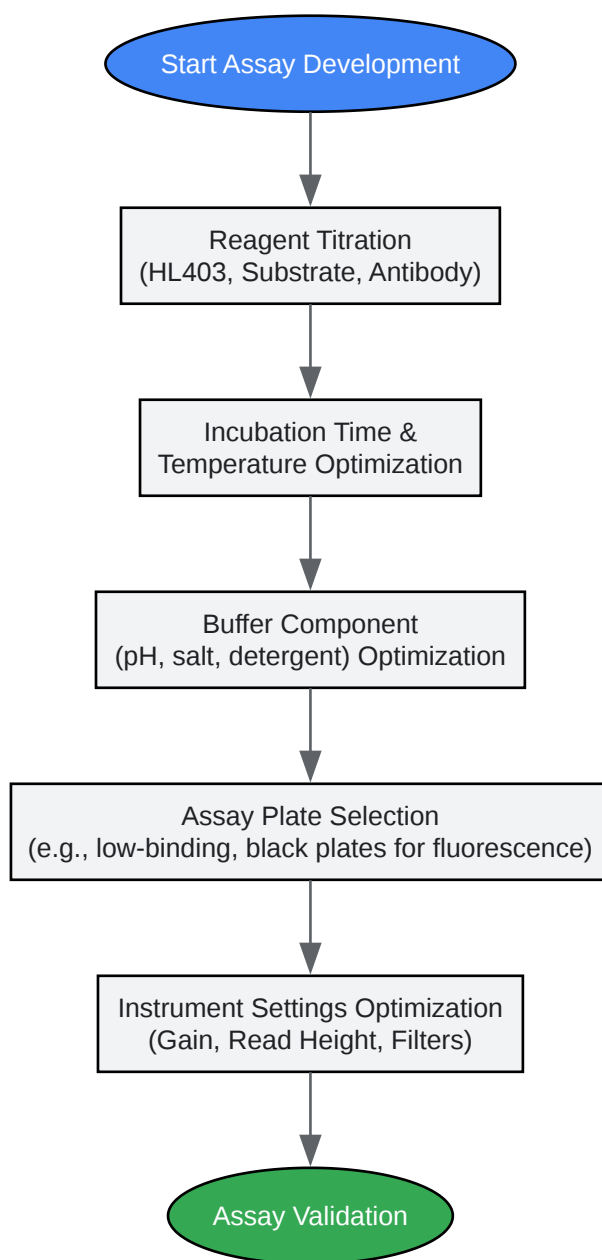 Start Assay Development
Reagent Titration
(HL403, Substrate, Antibody)
Incubation Time &
Temperature Optimization
Buffer Component
(pH, salt, detergent) Optimization
Assay Plate Selection
(e.g., low-binding, black plates for fluorescence)
Instrument Settings Optimization
(Gain, Read Height, Filters)
Assay Validation